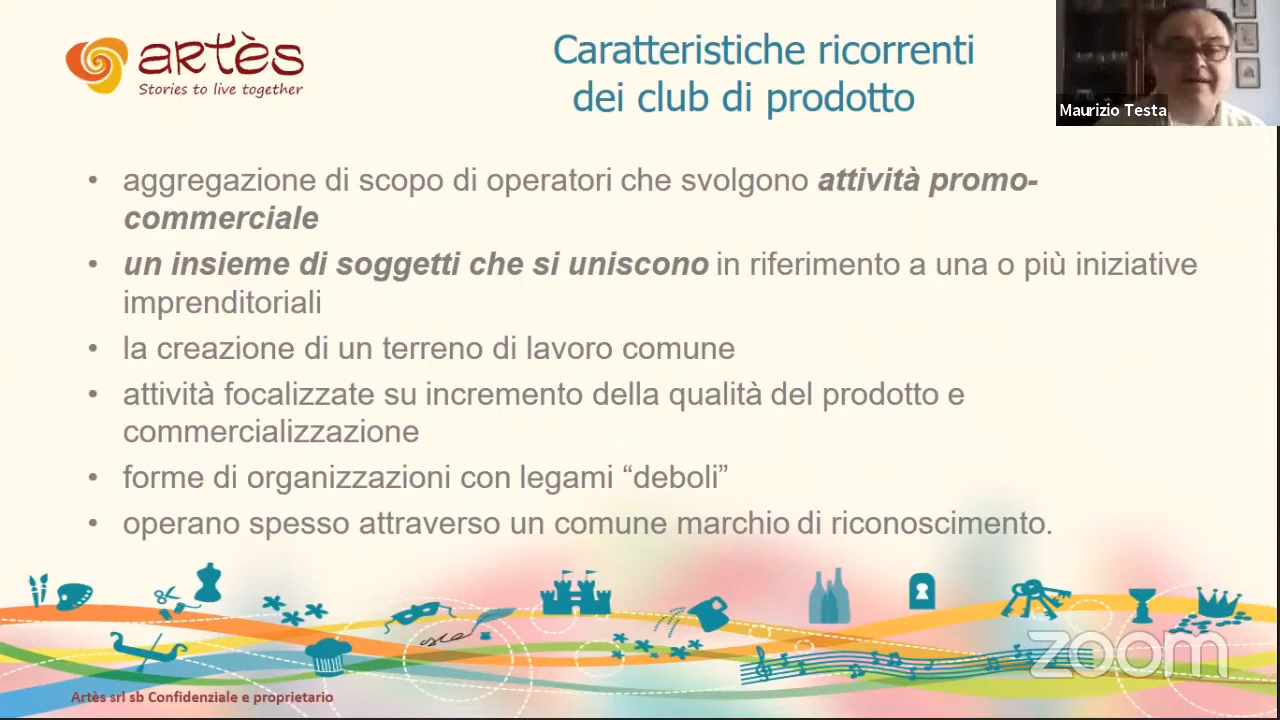 artès
Stories to live together
Caratteristiche ricorrenti
dei club di prodotto
Maurizio Testa
• aggregazione di scopo di operatori che svolgono attività promo-
commerciale
• un insieme di soggetti che si uniscono in riferimento a una o più iniziative
imprenditoriali
• la creazione di un terreno di lavoro comune
• attività focalizzate su incremento della qualità del prodotto e
commercializzazione
• forme di organizzazioni con legami “deboli”
• operano spesso attraverso un comune marchio di riconoscimento.
zoom
Artès srl sb Confidenziale e proprietario